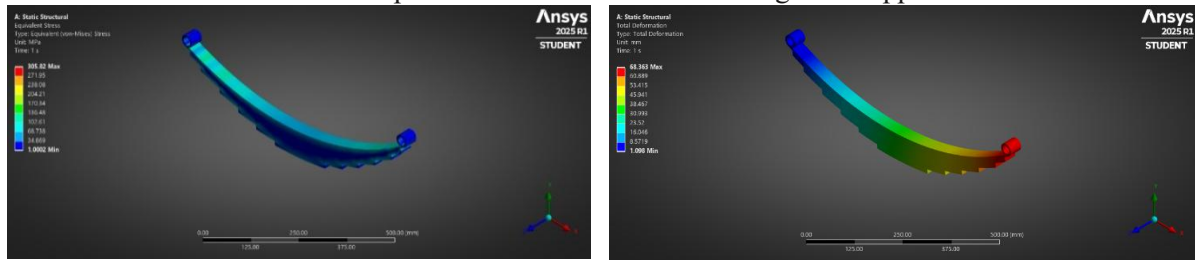 A: Static Structural
Equivalent Stress
Type: Equivalent (von-Mises) Stress
Unit: MPa
Time: 1 s
305.82 Max
271.95
238.08
204.21
170.34
136.48
102.61
68.738
34.869
1.0002 Min
Ansys
2025 R1
STUDENT
0.00
250.00
500.00 (mm)
125.00
375.00
A: Static Structural
Total Deformation
Type: Total Deformation
Unit: mm
Time: 1 s
68.363 Max
60.889
53.415
45.941
38.467
30.993
23.52
16.046
8.5719
1.098 Min
Ansys
2025 R1
STUDENT
0.00
250.00
500.00 (mm)
125.00
375.00